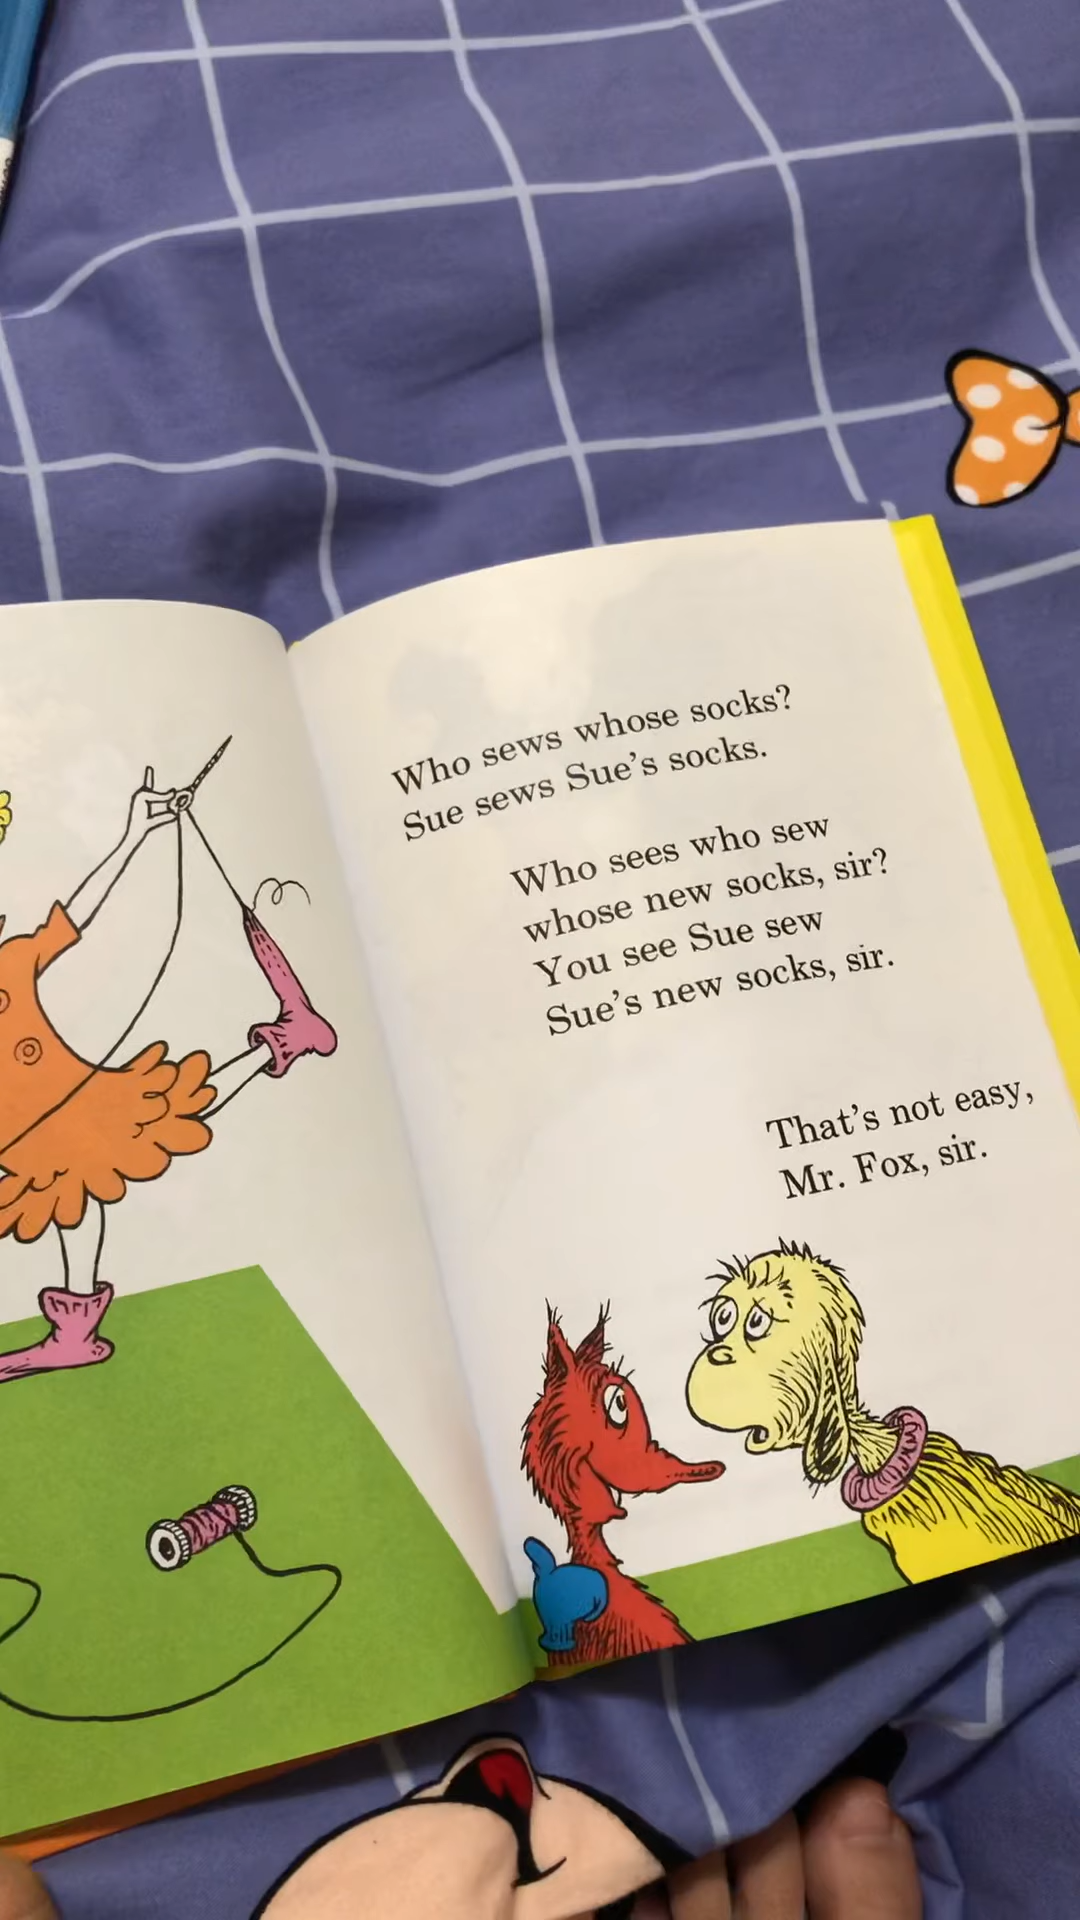 Who sews whose socks?
Sue sews Sue's socks.
Who sees who sew
whose new socks, sir?
You see Sue sew
Sue's new socks, sir.
That's not easy,
Mr. Fox, sir.